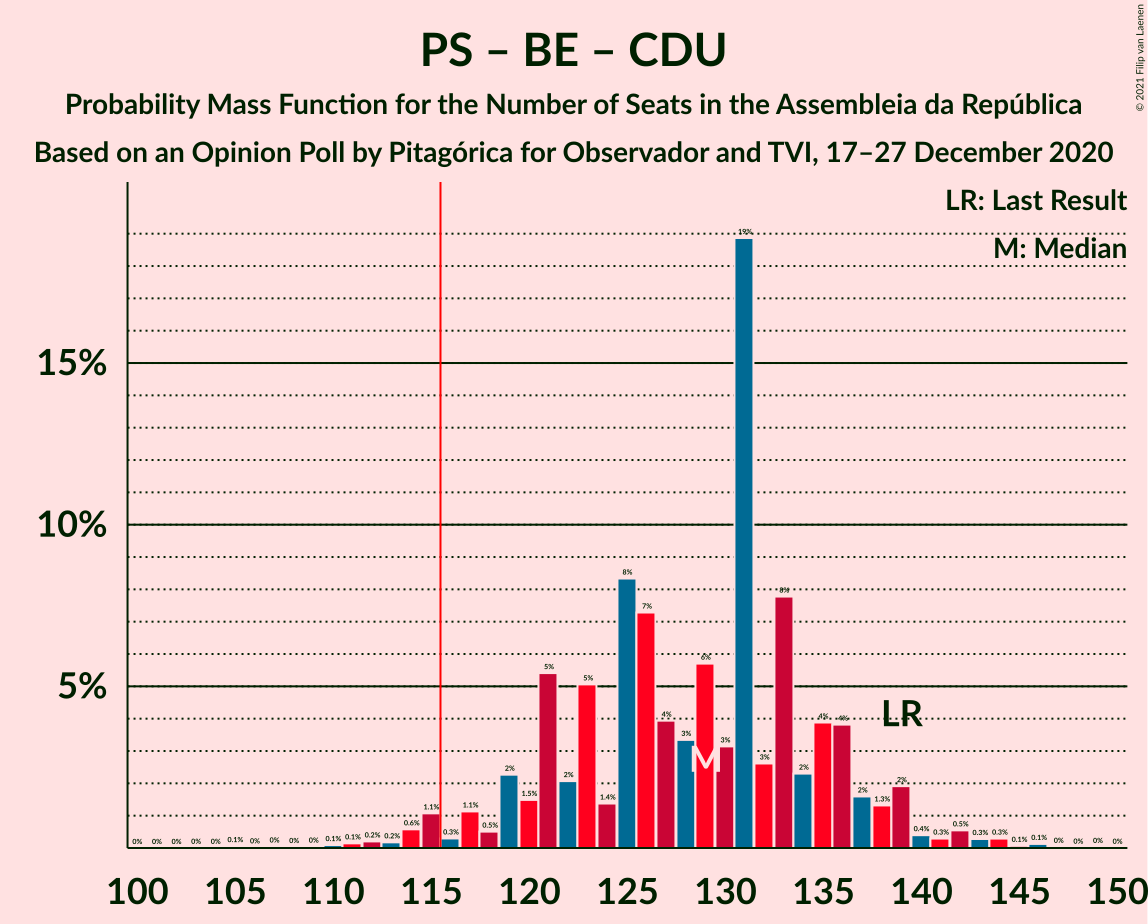 PS – BE – CDU
Probability Mass Function for the Number of Seats in the Assembleia da República
Based on an Opinion Poll by Pitagórica for Observador and TVI, 17–27 December 2020
© 2021 Filip van Laenen
LR: Last Result
M: Median
15%
10%
5%
0% 0% 0% 0% 0% 0.1% 0% 0% 0% 0% 0.1% 0.1% 0.2% 0.2% 0.6% 1.1% 0.3% 1.1% 0.5% 2% 1.5% 5% 2% 5% 1.4% 8% 7% 4% 3% 6% 3% 19% 3% 8% 2% 4% 4% 2% 1.3% 2% 0.4% 0.3% 0.5% 0.3% 0.3% 0.1% 0.1% 0% 0% 0% 0%
LR
M
100 105 110 115 120 125 130 135 140 145 150